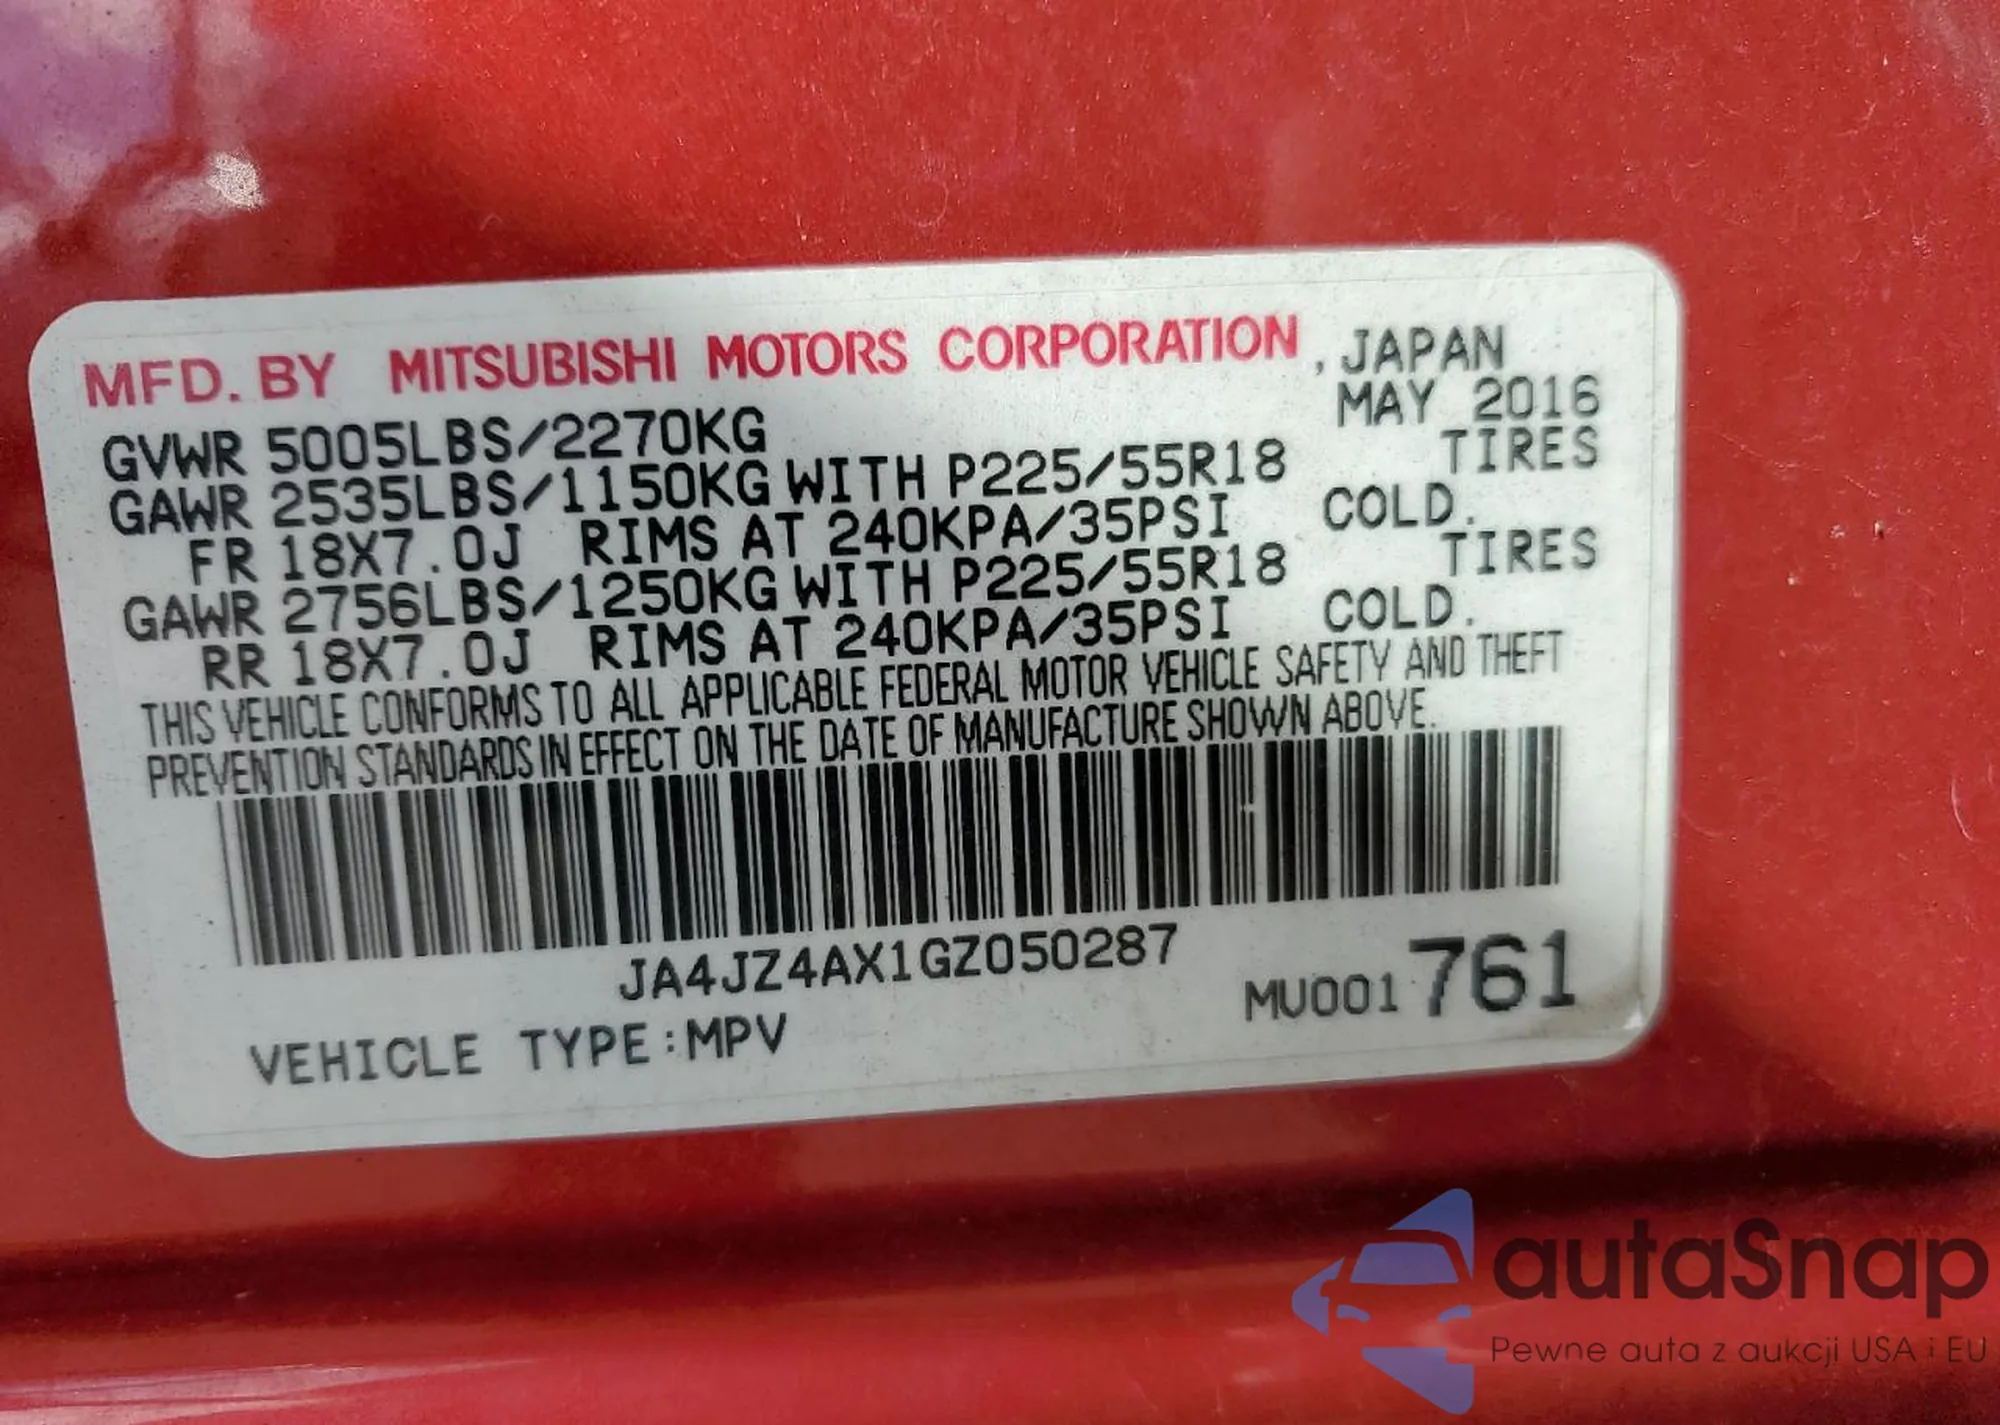 MFD. BY MITSUBISHI MOTORS CORPORATION, JAPAN
MAY 2016
GVWR 5005LBS/2270KG
GAWR 2535LBS/1150KG WITH P225/55R18 TIRES
FR 18X7.0J RIMS AT 240KPA/35PSI COLD.
GAWR 2756LBS/1250KG WITH P225/55R18 TIRES
RR 18X7.0J RIMS AT 240KPA/35PSI COLD.
THIS VEHICLE CONFORMS TO ALL APPLICABLE FEDERAL MOTOR VEHICLE SAFETY AND THEFT
PREVENTION STANDARDS IN EFFECT ON THE DATE OF MANUFACTURE SHOWN ABOVE.
JA4JZ4AX1GZ050287
MU001761
VEHICLE TYPE:MPV
autaSnap
Pewne auta z aukcji USA i EU